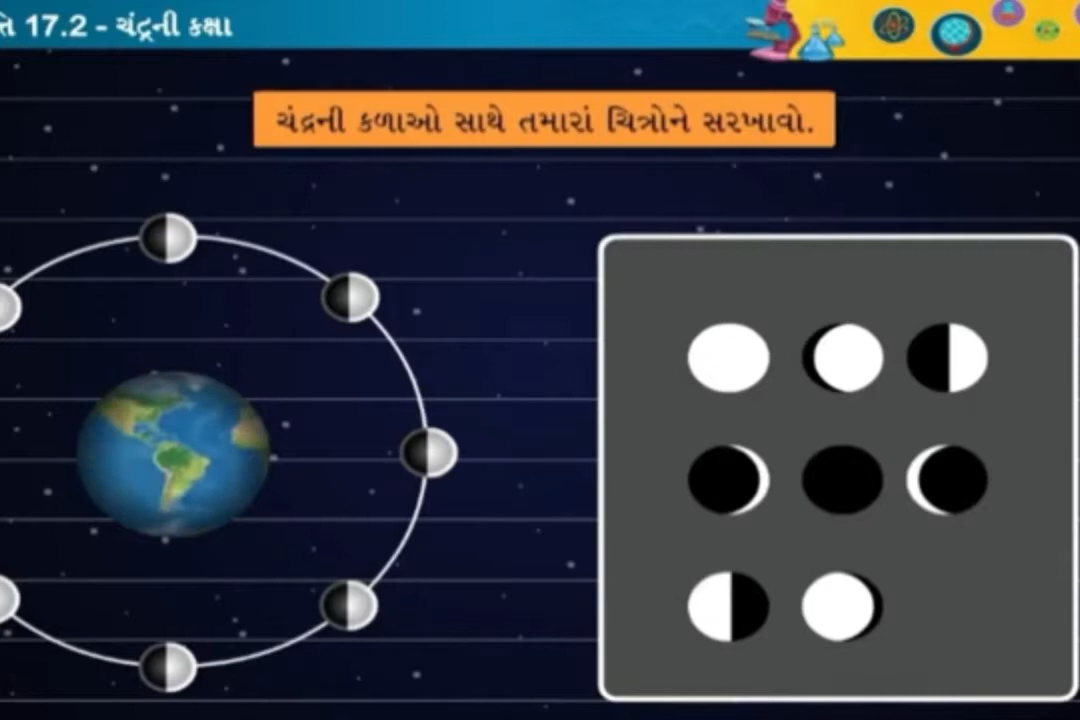 17.2 - ચંદ્રની કક્ષા
ચંદ્રની કળાઓ સાથે તમારાં ચિત્રોને સરખાવો.